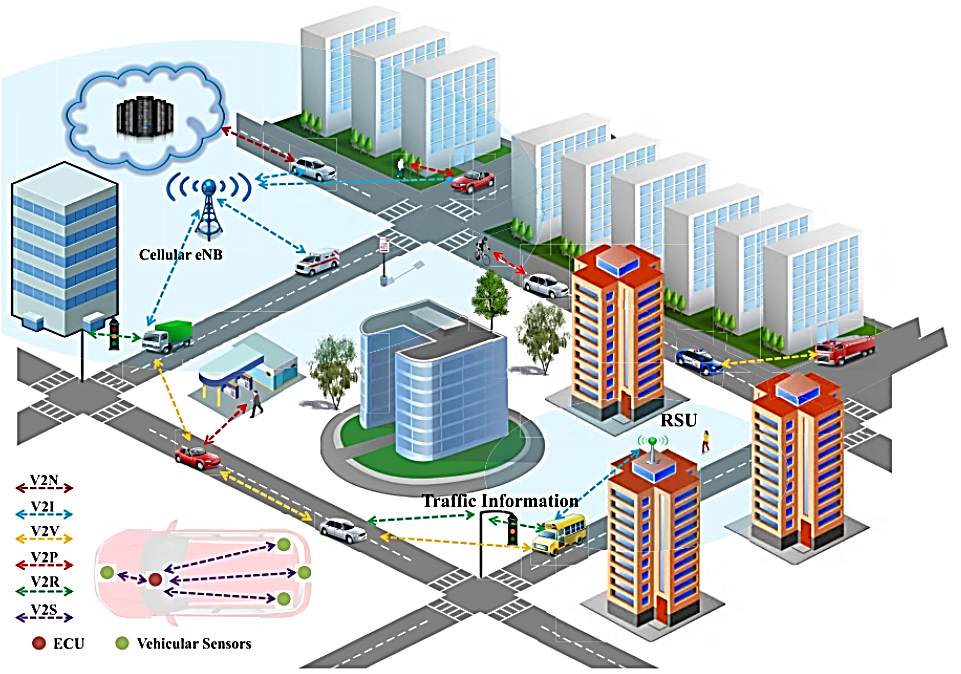 Cellular eNB
RSU
Traffic Information
V2N
V2I
V2V
V2P
V2R
V2S
ECU
Vehicular Sensors